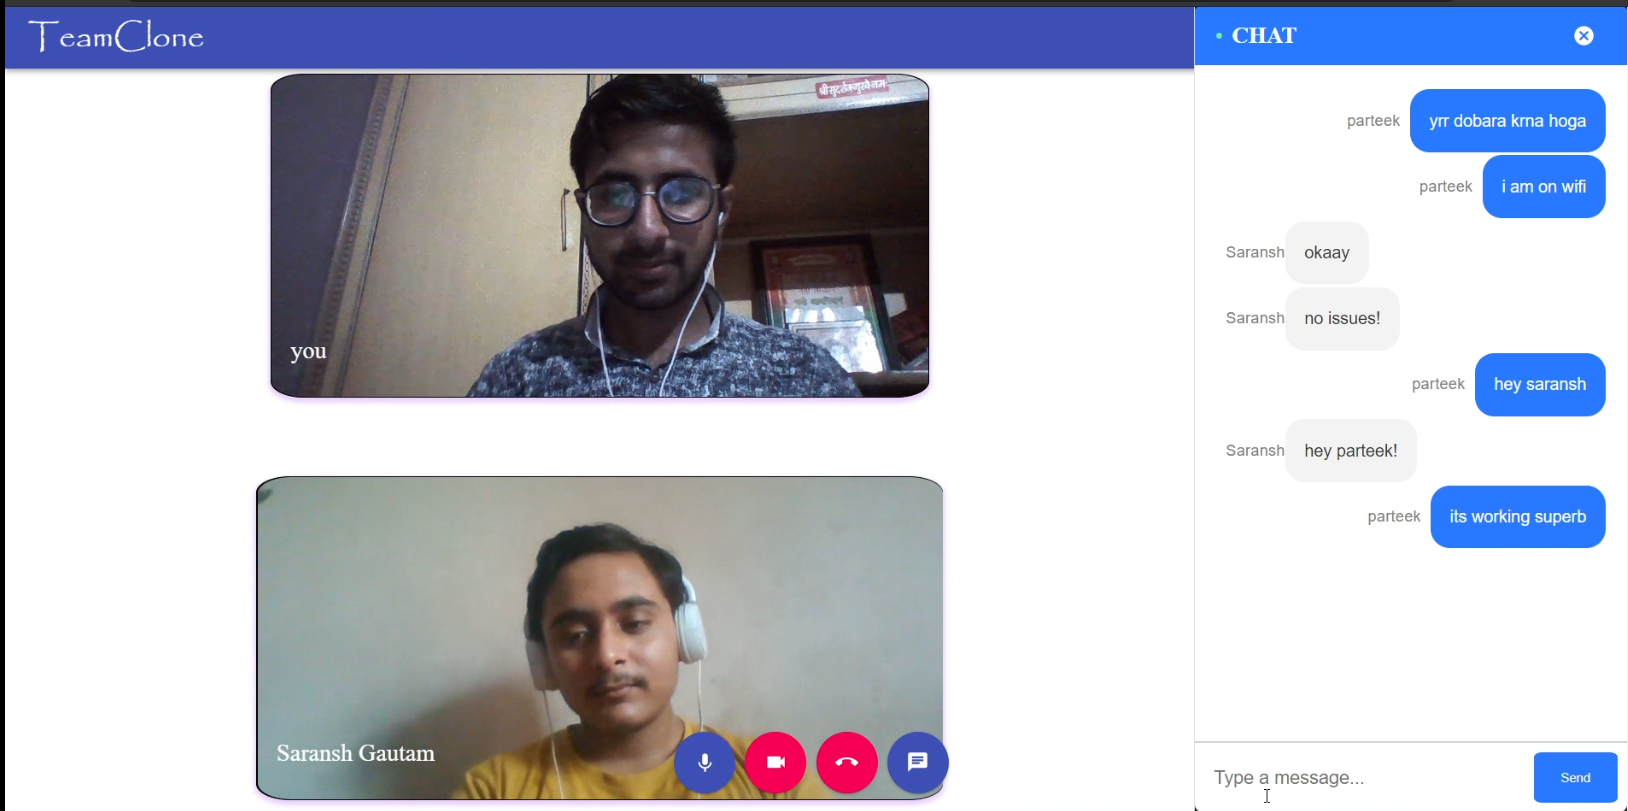 TeamClone
CHAT
parteek yrr dobara krna hoga
parteek i am on wifi
Saransh okaay
Saransh no issues!
parteek hey saransh
Saransh hey parteek!
parteek its working superb
you
Saransh Gautam
Type a message...
Send